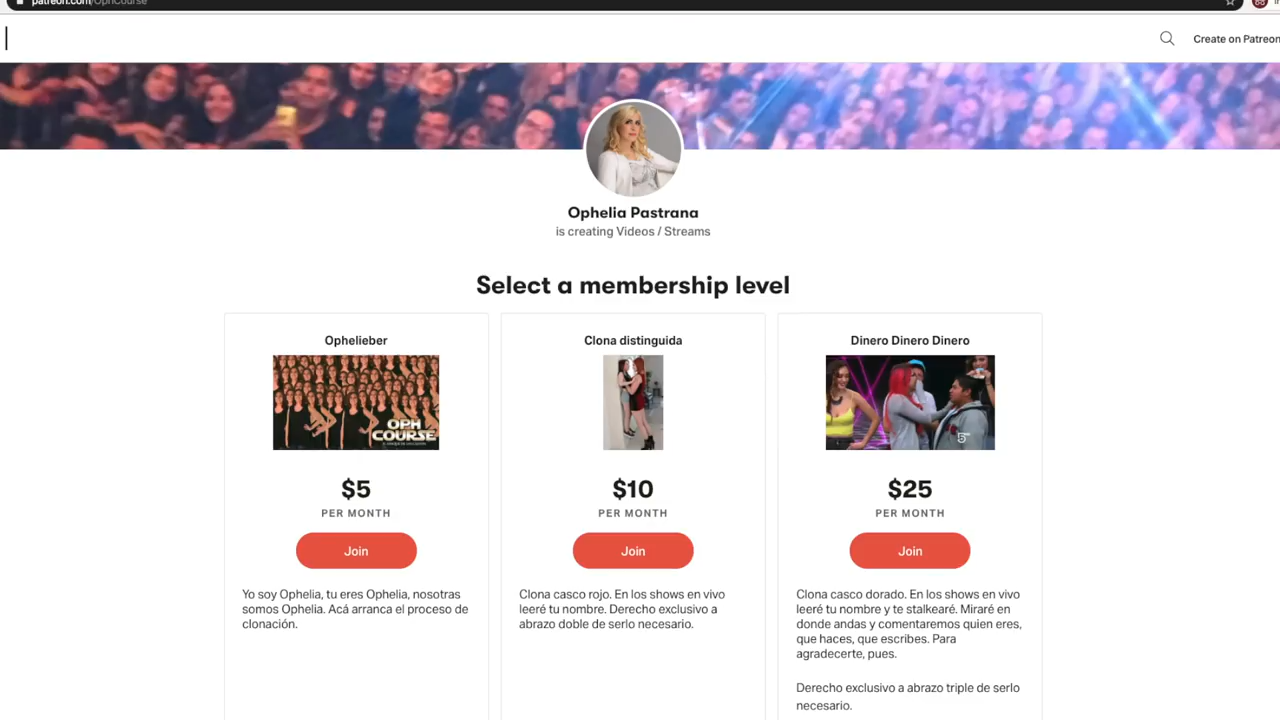 patreon.com/OphCourse
Create on Patreon
Ophelia Pastrana
is creating Videos / Streams
Select a membership level
Ophelieber
OPH
COURSE
$5
PER MONTH
Join
Yo soy Ophelia, tu eres Ophelia, nosotras
somos Ophelia. Acá arranca el proceso de
clonación.
Clona distinguida
$10
PER MONTH
Join
Clona casco rojo. En los shows en vivo
leeré tu nombre. Derecho exclusivo a
abrazo doble de serlo necesario.
Dinero Dinero Dinero
5
$25
PER MONTH
Join
Clona casco dorado. En los shows en vivo
leeré tu nombre y te stalkearé. Miraré en
donde andas y comentaremos quien eres,
que haces, que escribes. Para
agradecerte, pues.
Derecho exclusivo a abrazo triple de serlo
necesario.